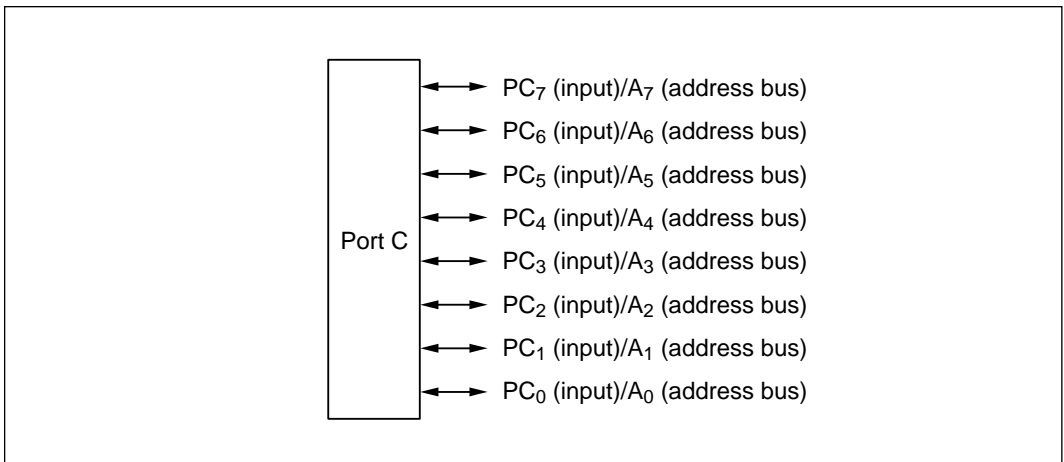 Port C
PC₇ (input)/A₇ (address bus)
PC₆ (input)/A₆ (address bus)
PC₅ (input)/A₅ (address bus)
PC₄ (input)/A₄ (address bus)
PC₃ (input)/A₃ (address bus)
PC₂ (input)/A₂ (address bus)
PC₁ (input)/A₁ (address bus)
PC₀ (input)/A₀ (address bus)